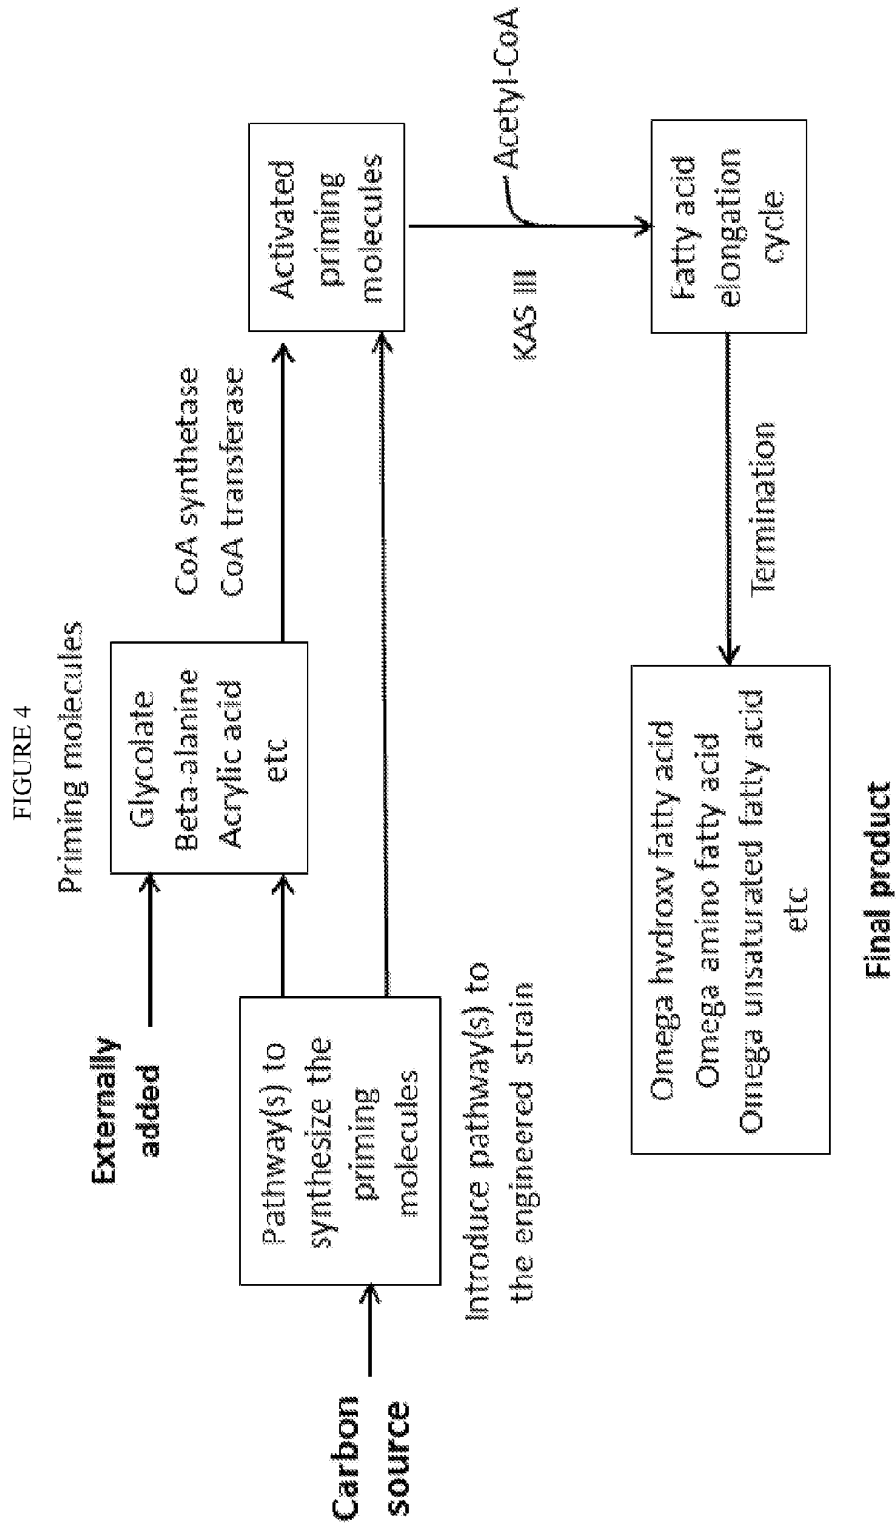 FIGURE 4
Priming molecules
Externally
added
Glycolate
Beta-alanine
Acrylic acid
etc
CoA synthetase
CoA transferase
Activated
priming
molecules
Carbon
source
Pathway(s) to
synthesize the
priming
molecules
Introduce pathway(s) to
the engineered strain
KAS III
Acetyl-CoA
Fatty acid
elongation
cycle
Termination
Omega hydroxy fatty acid
Omega amino fatty acid
Omega unsaturated fatty acid
etc
Final product